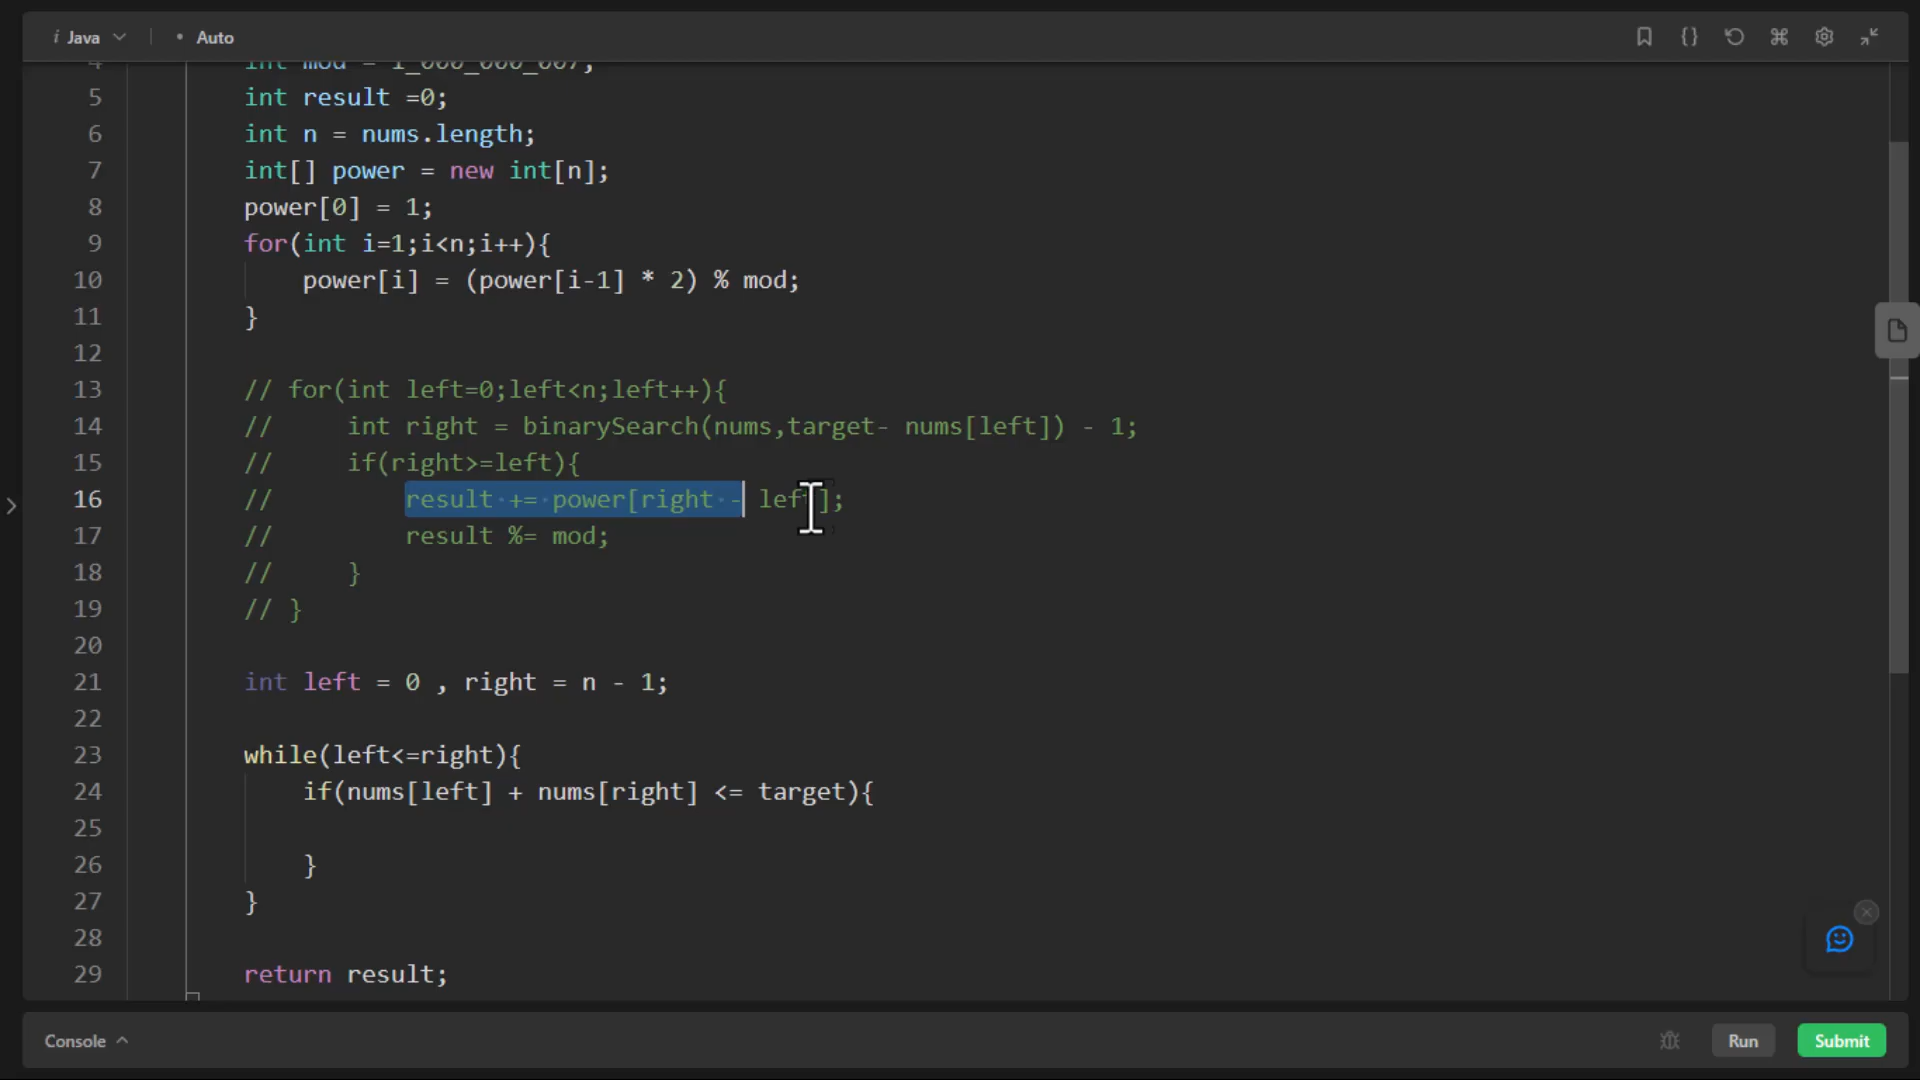 i Java
• Auto
4 int mod = 1_000_000_007;
5 int result =0;
6 int n = nums.length;
7 int[] power = new int[n];
8 power[0] = 1;
9 for(int i=1;i<n;i++){
10 power[i] = (power[i-1] * 2) % mod;
11 }
12
13 // for(int left=0;left<n;left++){
14 // int right = binarySearch(nums,target- nums[left]) - 1;
15 // if(right>=left){
16 // result += power[right - left];
17 // result %= mod;
18 // }
19 // }
20
21 int left = 0 , right = n - 1;
22
23 while(left<=right){
24 if(nums[left] + nums[right] <= target){
25
26 }
27 }
28
29 return result;
Console
Run
Submit